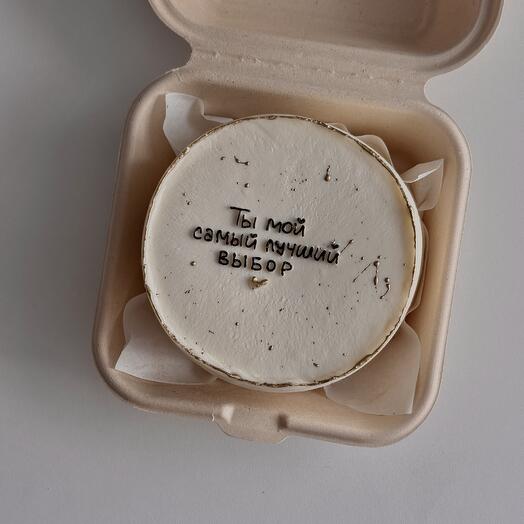 Ты мой
самый лучший
выбор